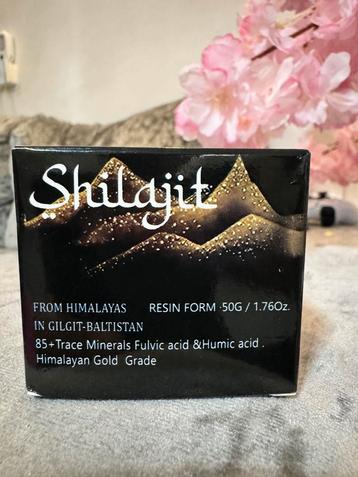 Shilajit
FROM HIMALAYAS RESIN FORM ·50G / 1.76Oz.
IN GILGIT-BALTISTAN
85+Trace Minerals Fulvic acid &Humic acid .
Himalayan Gold Grade